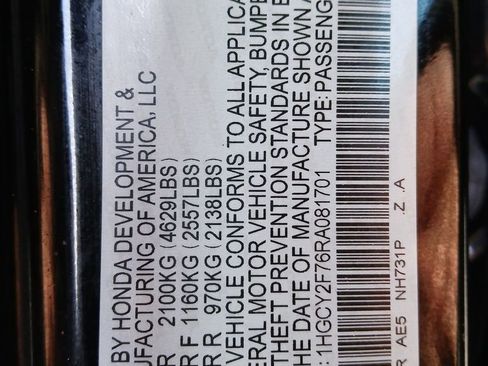 BY HONDA DEVELOPMENT &
UFACTURING OF AMERICA, LLC
R 2100KG (4629LBS)
R F 1160KG (2557LBS)
R R 970KG (2138LBS)
VEHICLE CONFORMS TO ALL APPLICA
ERAL MOTOR VEHICLE SAFETY, BUMPE
THEFT PREVENTION STANDARDS IN E
HE DATE OF MANUFACTURE SHOWN A
: 1HGCY2F76RA081701 TYPE: PASSENG
R AE5 NH731P .Z .A